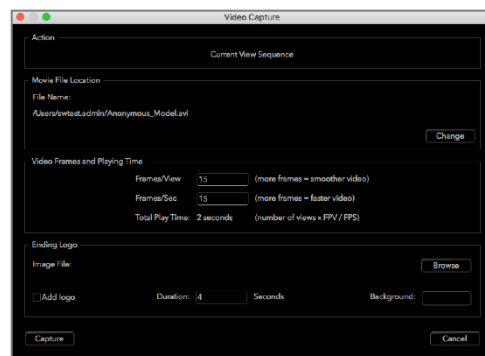 Video Capture
Action
Current View Sequence
Movie File Location
File Name:
/Users/swtest.admin/Anonymous_Model.avi
Change
Video Frames and Playing Time
Frames/View 15 (more frames = smoother video)
Frames/Sec 15 (more frames = faster video)
Total Play Time: 2 seconds (number of views x FPV / FPS)
Ending Logo
Image File: Browse
Add logo Duration: 4 Seconds Background:
Capture Cancel